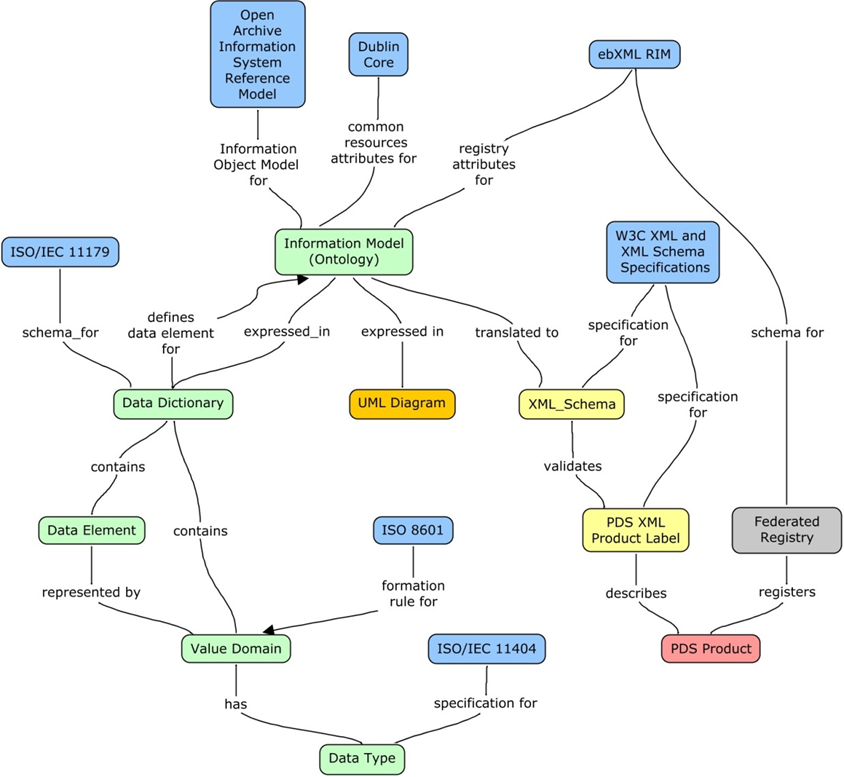 Open
Archive
Information
System
Reference
Model
Dublin
Core
ebXML RIM
Information
Object Model
for
common
resources
attributes for
registry
attributes
for
ISO/IEC 11179
Information Model
(Ontology)
W3C XML and
XML Schema
Specifications
schema_for
defines
data element
for
expressed_in
expressed in
translated to
specification
for
schema for
Data Dictionary
UML Diagram
XML_Schema
specification
for
contains
validates
Data Element
contains
ISO 8601
PDS XML
Product Label
Federated
Registry
represented by
formation
rule for
describes
registers
Value Domain
ISO/IEC 11404
PDS Product
has
specification for
Data Type